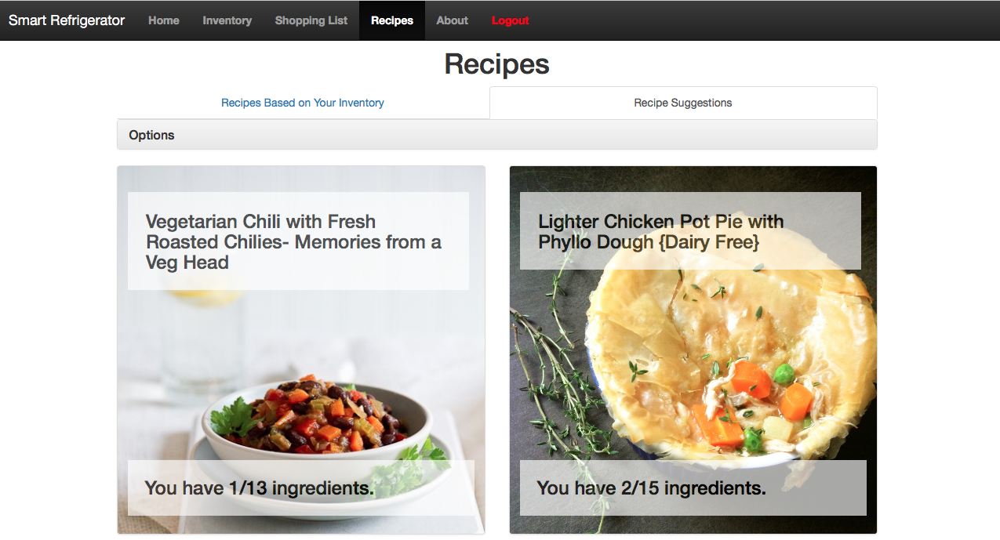 Smart Refrigerator Home Inventory Shopping List Recipes About Logout
Recipes
Recipes Based on Your Inventory Recipe Suggestions
Options
Vegetarian Chili with Fresh
Roasted Chilies- Memories from a
Veg Head
You have 1/13 ingredients.
Lighter Chicken Pot Pie with
Phyllo Dough {Dairy Free}
You have 2/15 ingredients.